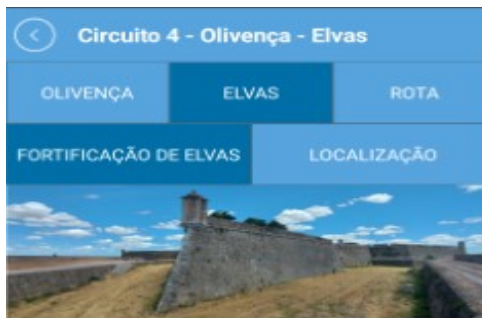 Circuito 4 - Olivença - Elvas
OLIVENÇA ELVAS ROTA
FORTIFICAÇÃO DE ELVAS LOCALIZAÇÃO